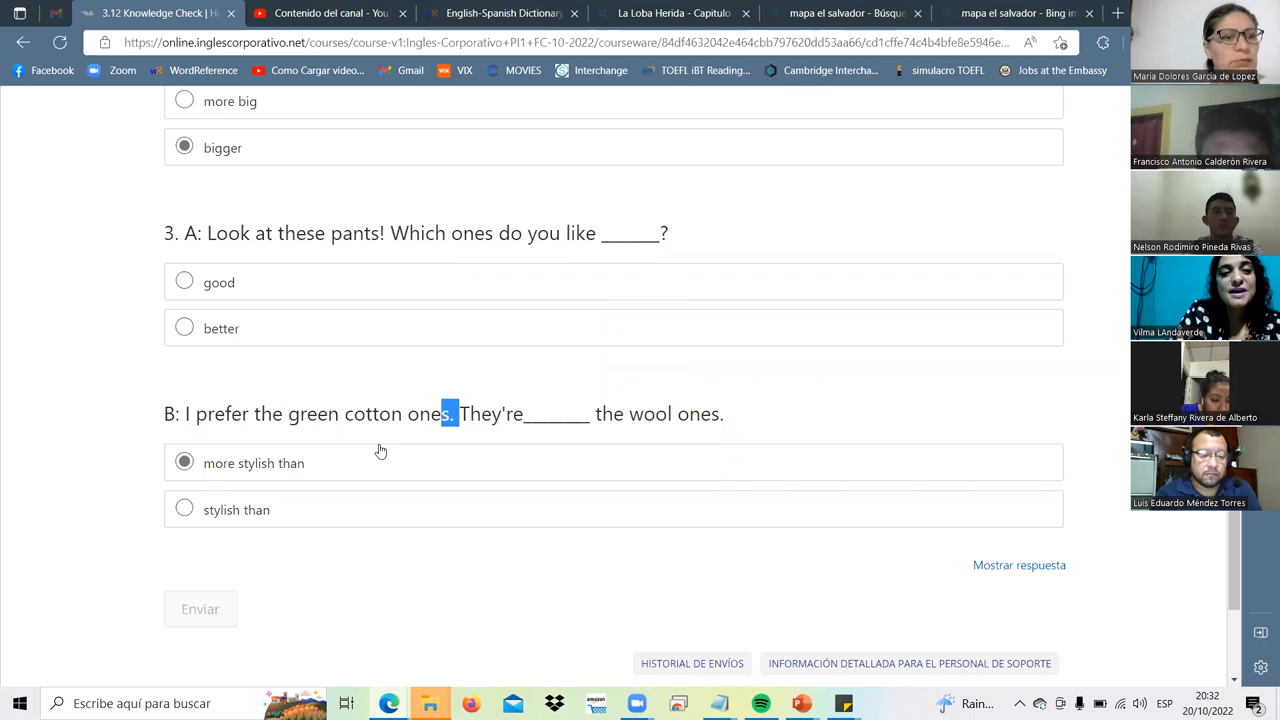 3.12 Knowledge Check | H
Contenido del canal - You
English-Spanish Dictionary
La Loba Herida - Capitulo
mapa el salvador - Búsque
mapa el salvador - Bing im
https://online.inglescorporativo.net/courses/course-v1:Ingles-Corporativo+PI1+FC-10-2022/courseware/84df4632042e464cbb797620dd53aa66/cd1cffe74c4b4bfe8e5946e...
Facebook
Zoom
WordReference
Como Cargar video...
Gmail
VIX
MOVIES
Interchange
TOEFL iBT Reading...
Cambridge Intercha...
simulacro TOEFL
Jobs at the Embassy
more big
bigger
3. A: Look at these pants! Which ones do you like _______?
good
better
B: I prefer the green cotton ones. They're________ the wool ones.
more stylish than
stylish than
Mostrar respuesta
Enviar
HISTORIAL DE ENVÍOS
INFORMACIÓN DETALLADA PARA EL PERSONAL DE SOPORTE
Maria Dolores García de Lopez
Francisco Antonio Calderón Rivera
Nelson Rodimiro Pineda Rivas
Vilma LAndaverde
Karla Steffany Rivera de Alberto
Luis Eduardo Méndez Torres
Escribe aquí para buscar
Rain...
ESP
20:32
20/10/2022
2